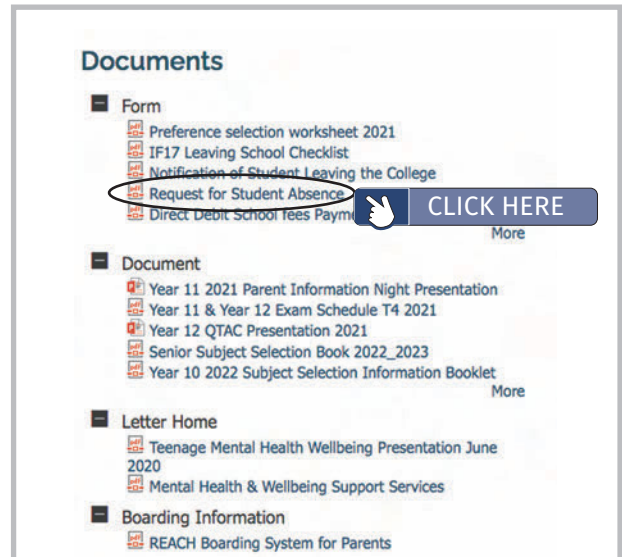 Documents
Form
Preference selection worksheet 2021
IF17 Leaving School Checklist
Notification of Student Leaving the College
Request for Student Absence
CLICK HERE
Direct Debit School fees
More
Document
Year 11 2021 Parent Information Night Presentation
Year 11 & Year 12 Exam Schedule T4 2021
Year 12 QTAC Presentation 2021
Senior Subject Selection Book 2022_2023
Year 10 2022 Subject Selection Information Booklet
More
Letter Home
Teenage Mental Health Wellbeing Presentation June
2020
Mental Health & Wellbeing Support Services
Boarding Information
REACH Boarding System for Parents